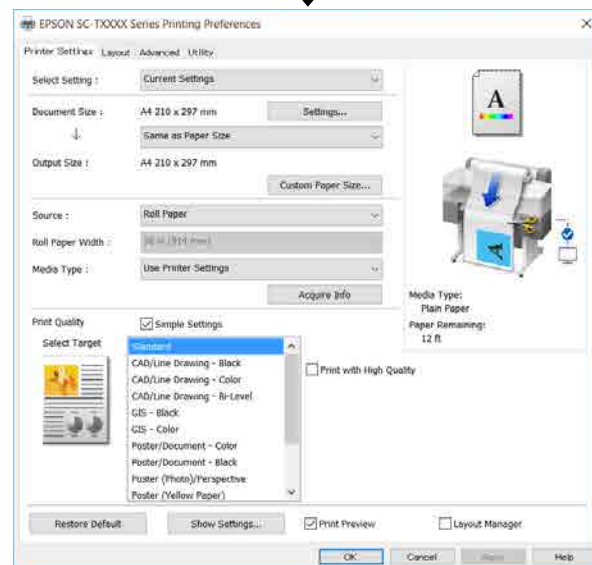 EPSON SC-TXXXX Series Printing Preferences
Printer Settings Layout Advanced Utility
Select Setting : Current Settings
Document Size : A4 210 x 297 mm Settings...
Same as Paper Size
Output Size : A4 210 x 297 mm
Custom Paper Size...
Source : Roll Paper
Roll Paper Width : 36 in (914 mm)
Media Type : Use Printer Settings
Acquire Info
A
Media Type:
Plain Paper
Paper Remaining:
12 ft
Print Quality Simple Settings
Select Target
Standard
CAD/Line Drawing - Black
CAD/Line Drawing - Color
CAD/Line Drawing - Bi-Level
GIS - Black
GIS - Color
Poster/Document - Color
Poster/Document - Black
Poster (Photo)/Perspective
Poster (Yellow Paper)
Print with High Quality
Restore Default Show Settings... Print Preview Layout Manager
OK Cancel Apply Help